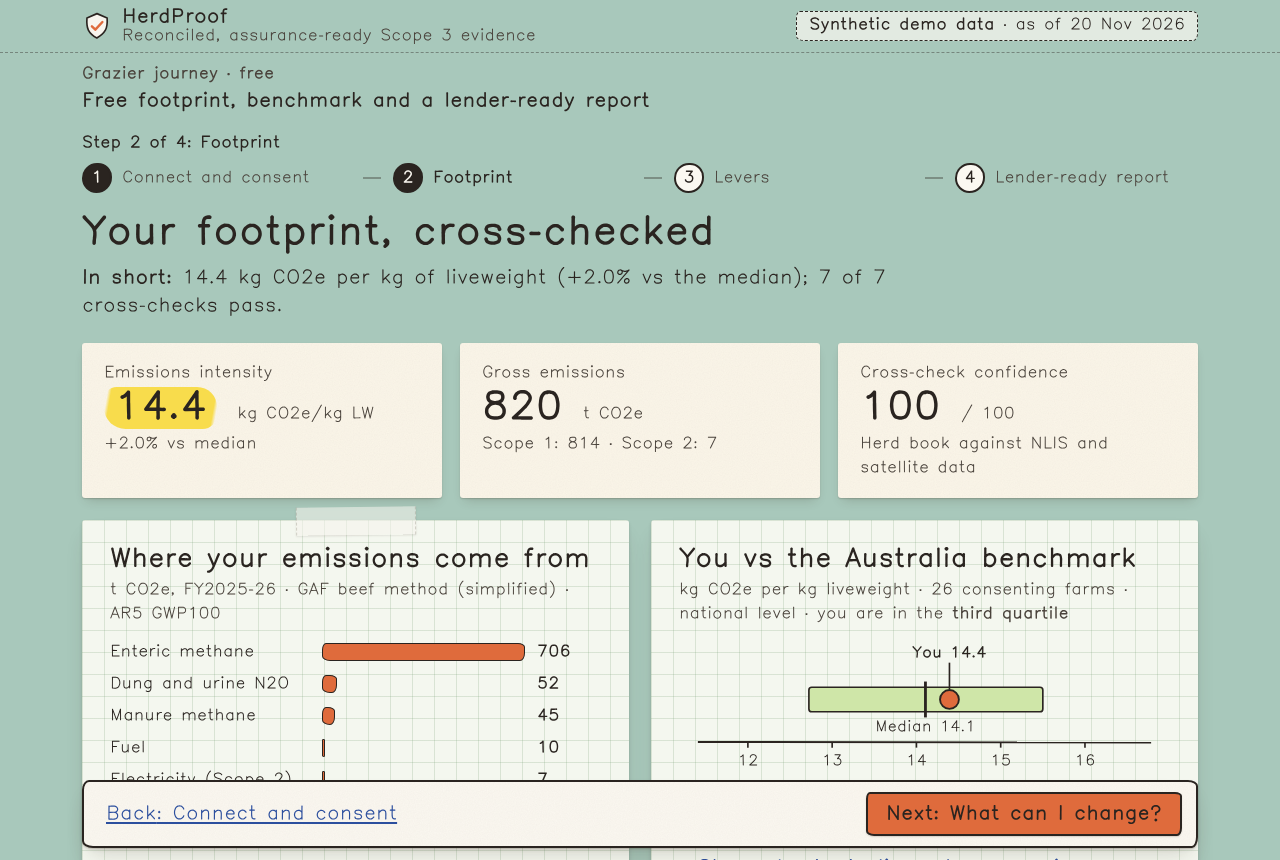 HerdProof
Reconciled, assurance-ready Scope 3 evidence
Synthetic demo data · as of 20 Nov 2026
Grazier journey · free
Free footprint, benchmark and a lender-ready report
Step 2 of 4: Footprint
1 Connect and consent
— 2 Footprint
— 3 Levers
— 4 Lender-ready report
Your footprint, cross-checked
In short: 14.4 kg CO2e per kg of liveweight (+2.0% vs the median); 7 of 7
cross-checks pass.
Emissions intensity
14.4 kg CO2e/kg LW
+2.0% vs median
Gross emissions
820 t CO2e
Scope 1: 814 · Scope 2: 7
Cross-check confidence
100 / 100
Herd book against NLIS and
satellite data
Where your emissions come from
t CO2e, FY2025-26 · GAF beef method (simplified) ·
AR5 GWP100
Enteric methane 706
Dung and urine N2O 52
Manure methane 45
Fuel 10
Electricity (Scope 2) 7
You vs the Australia benchmark
kg CO2e per kg liveweight · 26 consenting farms ·
national level · you are in the third quartile
You 14.4
Median 14.1
12 13 14 15 16
Back: Connect and consent
Next: What can I change?